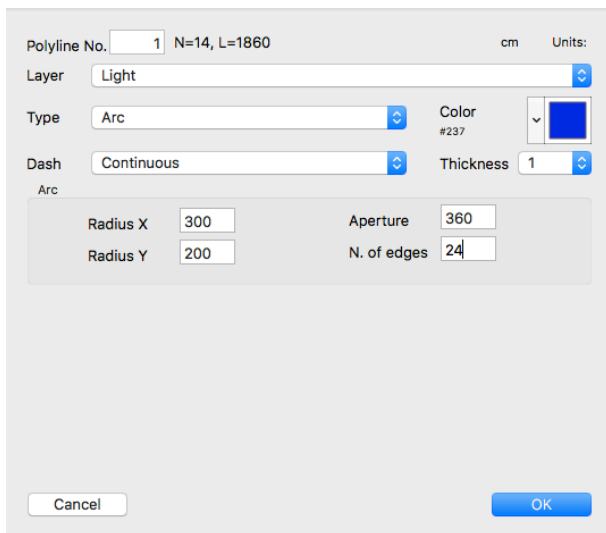 Polyline No. 1 N=14, L=1860 cm Units:
Layer Light
Type Arc Color
#237
Dash Continuous Thickness 1
Arc
Radius X 300 Aperture 360
Radius Y 200 N. of edges 24
Cancel OK